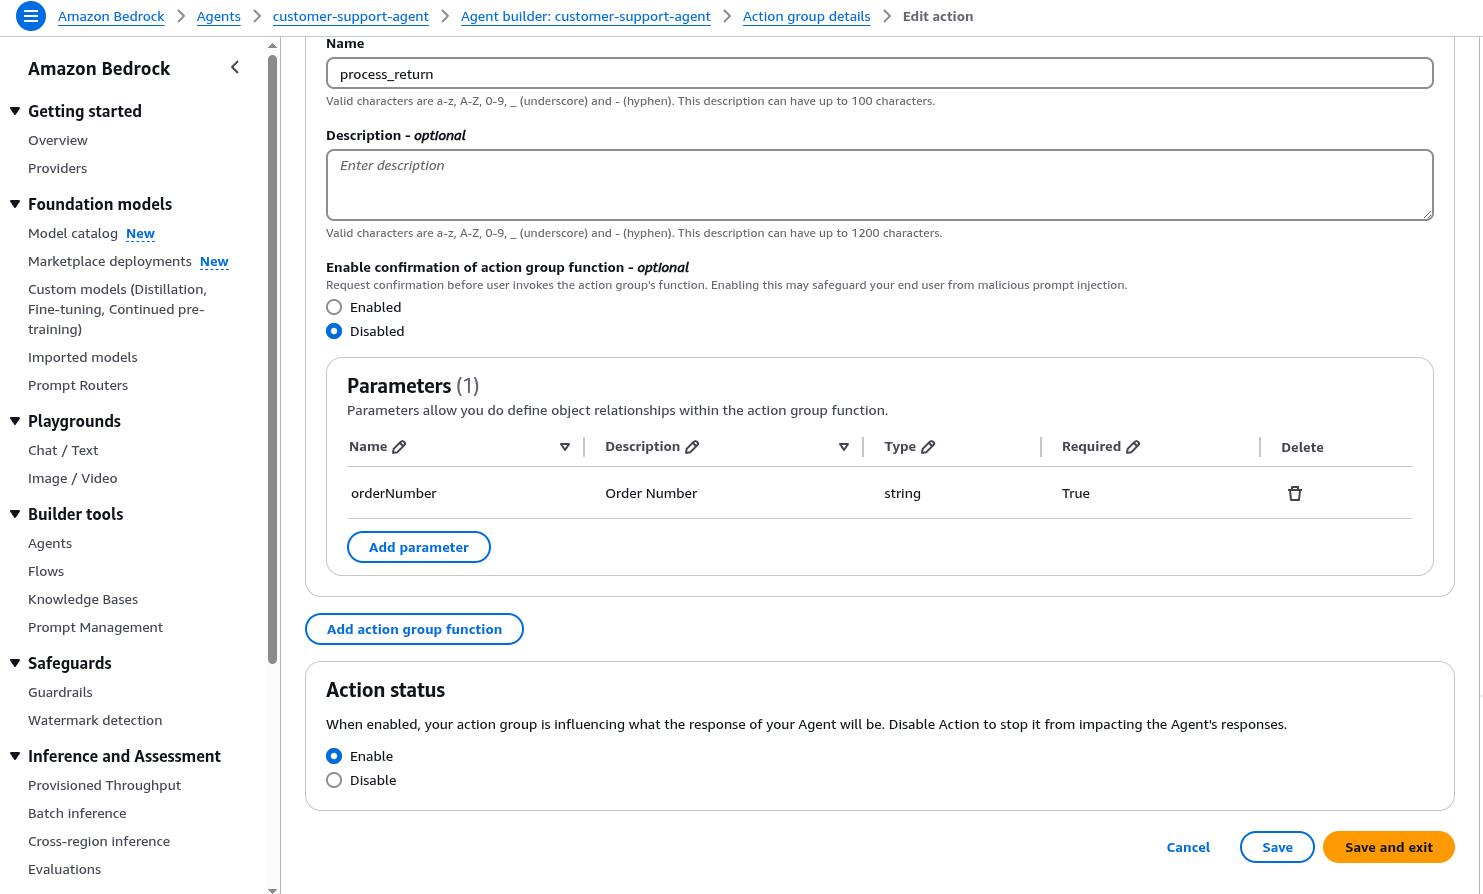 Amazon Bedrock > Agents > customer-support-agent > Agent builder: customer-support-agent > Action group details > Edit action
Amazon Bedrock
Getting started
Overview
Providers
Foundation models
Model catalog New
Marketplace deployments New
Custom models (Distillation,
Fine-tuning, Continued pre-
training)
Imported models
Prompt Routers
Playgrounds
Chat / Text
Image / Video
Builder tools
Agents
Flows
Knowledge Bases
Prompt Management
Safeguards
Guardrails
Watermark detection
Inference and Assessment
Provisioned Throughput
Batch inference
Cross-region inference
Evaluations
Name
process_return
Valid characters are a-z, A-Z, 0-9, _ (underscore) and - (hyphen). This description can have up to 100 characters.
Description - optional
Enter description
Valid characters are a-z, A-Z, 0-9, _ (underscore) and - (hyphen). This description can have up to 1200 characters.
Enable confirmation of action group function - optional
Request confirmation before user invokes the action group's function. Enabling this may safeguard your end user from malicious prompt injection.
Enabled
Disabled
Parameters (1)
Parameters allow you do define object relationships within the action group function.
Name Description Type Required Delete
orderNumber Order Number string True
Add parameter
Add action group function
Action status
When enabled, your action group is influencing what the response of your Agent will be. Disable Action to stop it from impacting the Agent's responses.
Enable
Disable
Cancel Save Save and exit